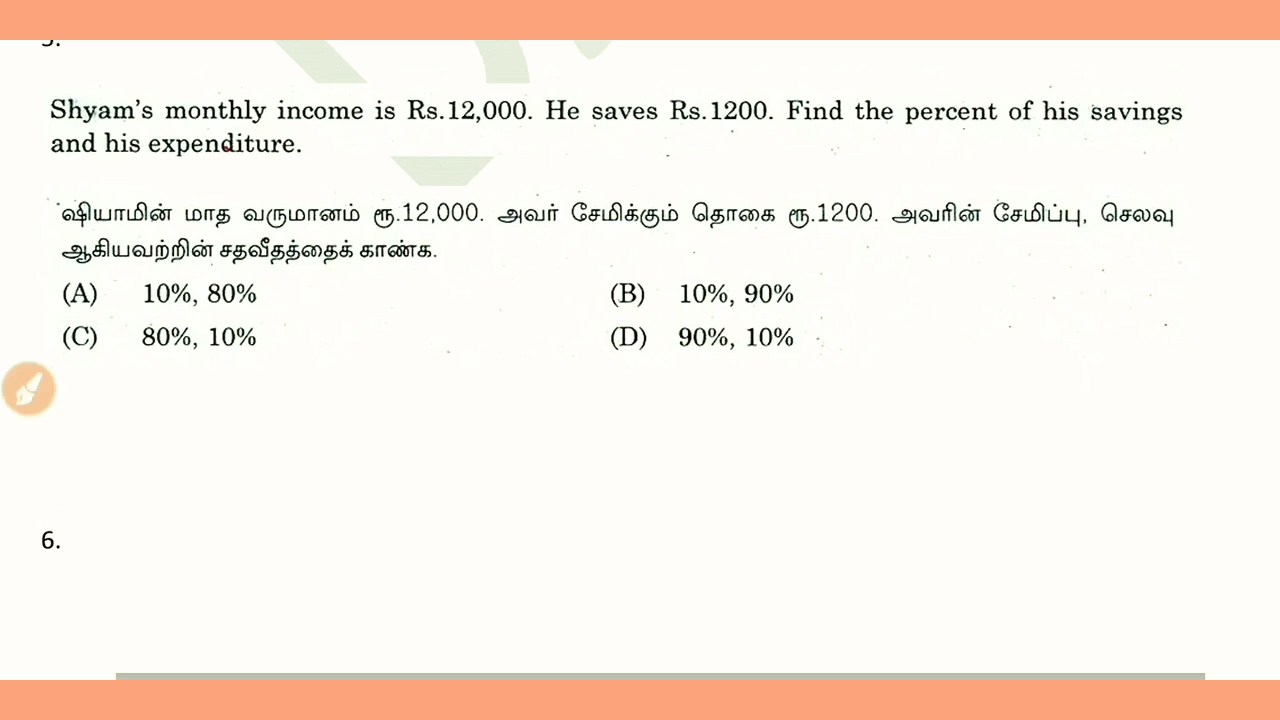 5.
Shyam's monthly income is Rs.12,000. He saves Rs.1200. Find the percent of his savings
and his expenditure.
ஷியாமின் மாத வருமானம் ரூ.12,000. அவர் சேமிக்கும் தொகை ரூ.1200. அவரின் சேமிப்பு, செலவு
ஆகியவற்றின் சதவீதத்தைக் காண்க.
(A) 10%, 80% (B) 10%, 90%
(C) 80%, 10% (D) 90%, 10%
6.